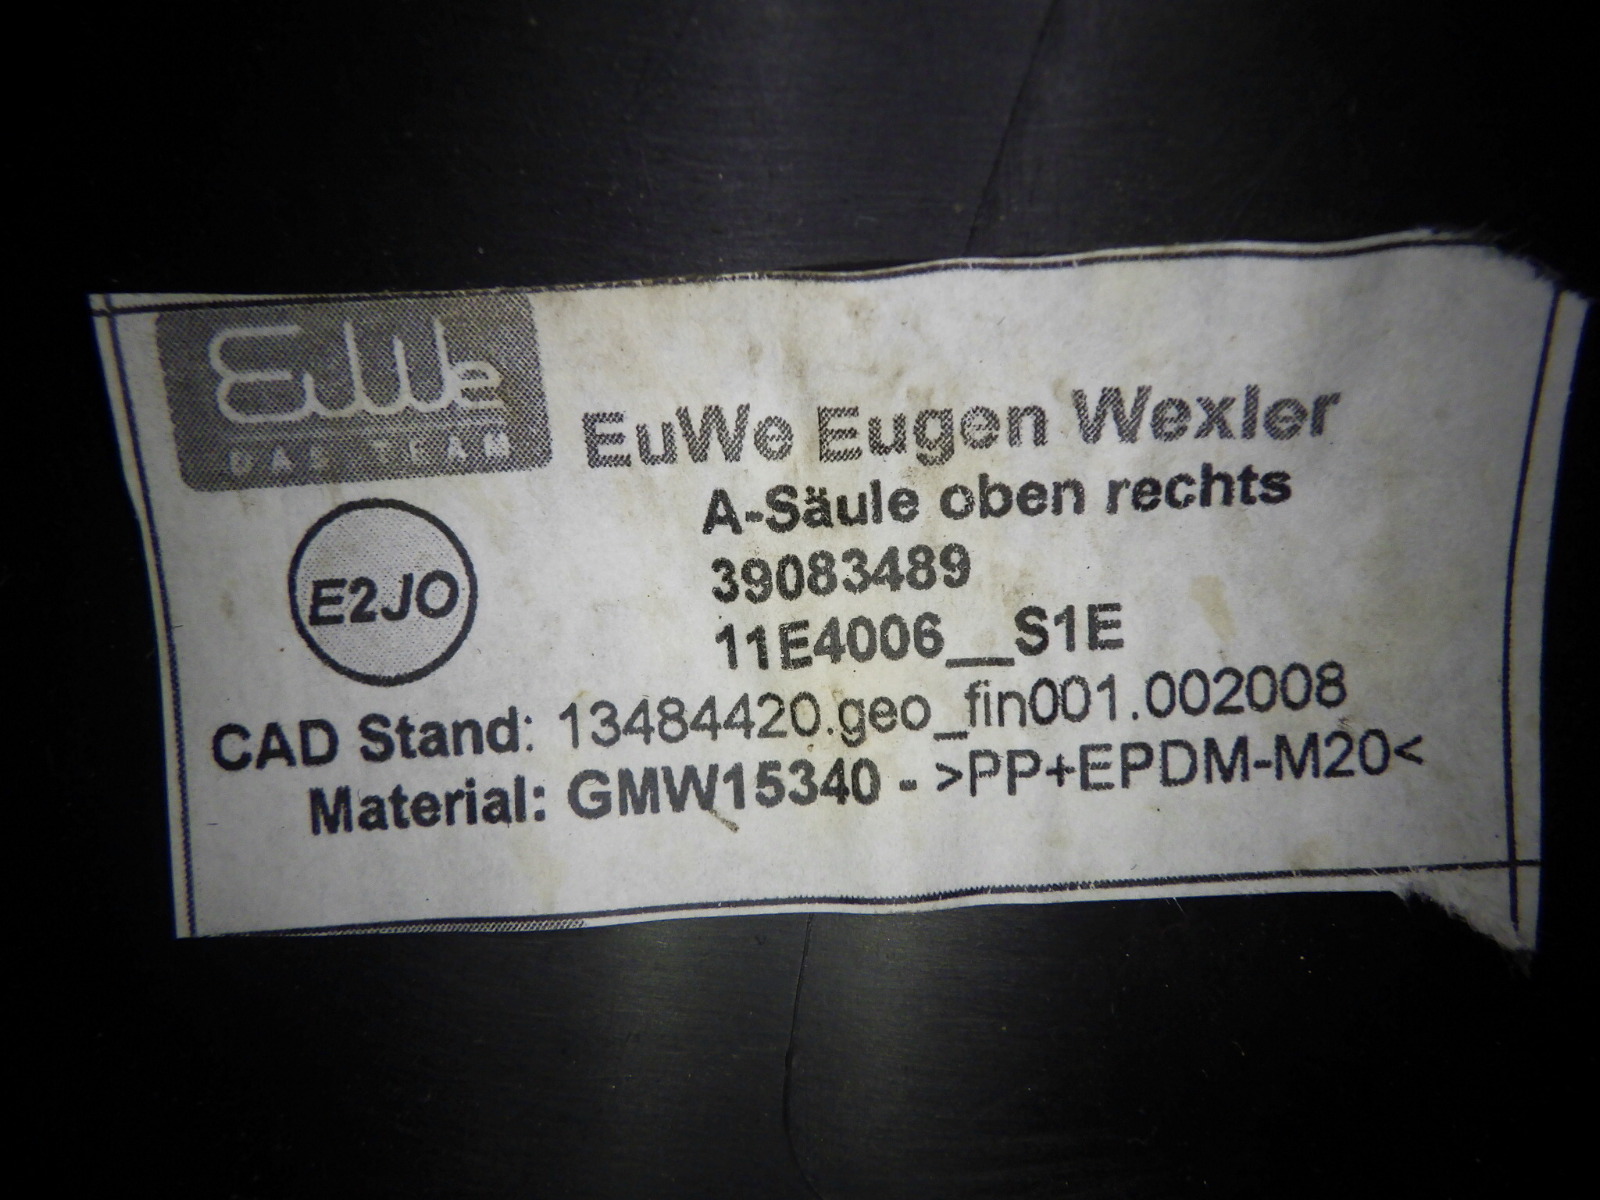 EuWe
DAS TEAM
EuWe Eugen Wexler
A-Säule oben rechts
E2JO
39083489
11E4006__S1E
CAD Stand: 13484420.geo_fin001.002008
Material: GMW15340 - >PP+EPDM-M20<